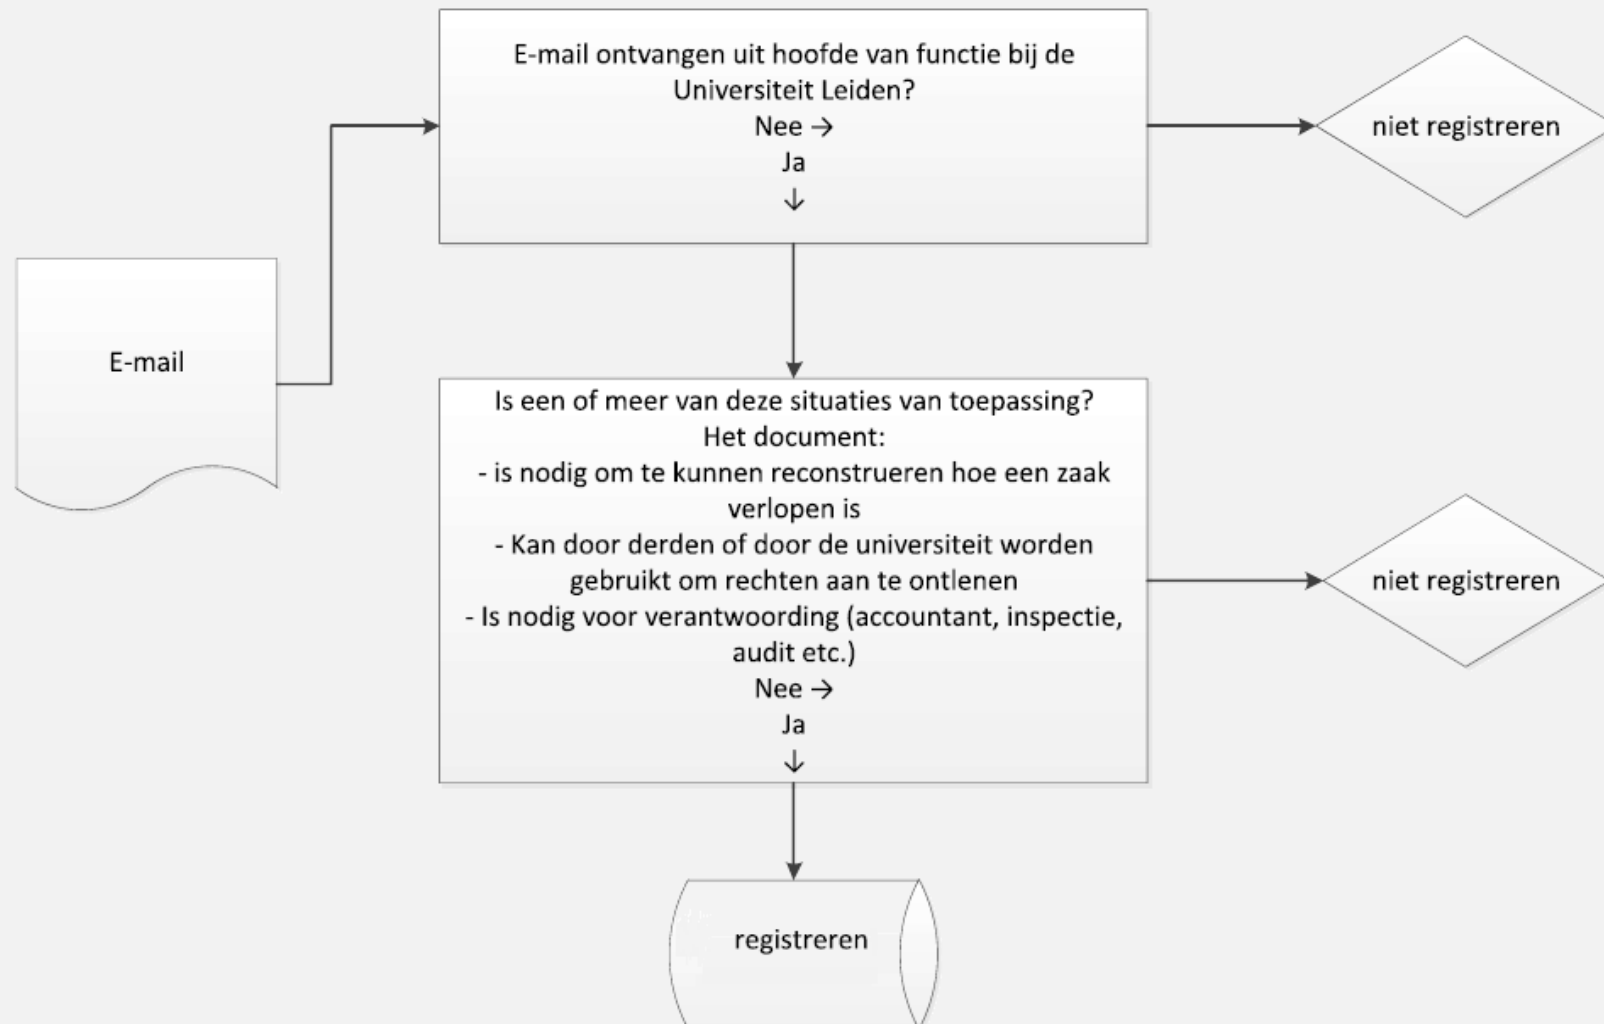 E-mail ontvangen uit hoofde van functie bij de
Universiteit Leiden?
Nee →
Ja
↓
niet registreren
E-mail
Is een of meer van deze situaties van toepassing?
Het document:
- is nodig om te kunnen reconstrueren hoe een zaak
verlopen is
- Kan door derden of door de universiteit worden
gebruikt om rechten aan te ontlenen
- Is nodig voor verantwoording (accountant, inspectie,
audit etc.)
Nee →
Ja
↓
niet registreren
registreren